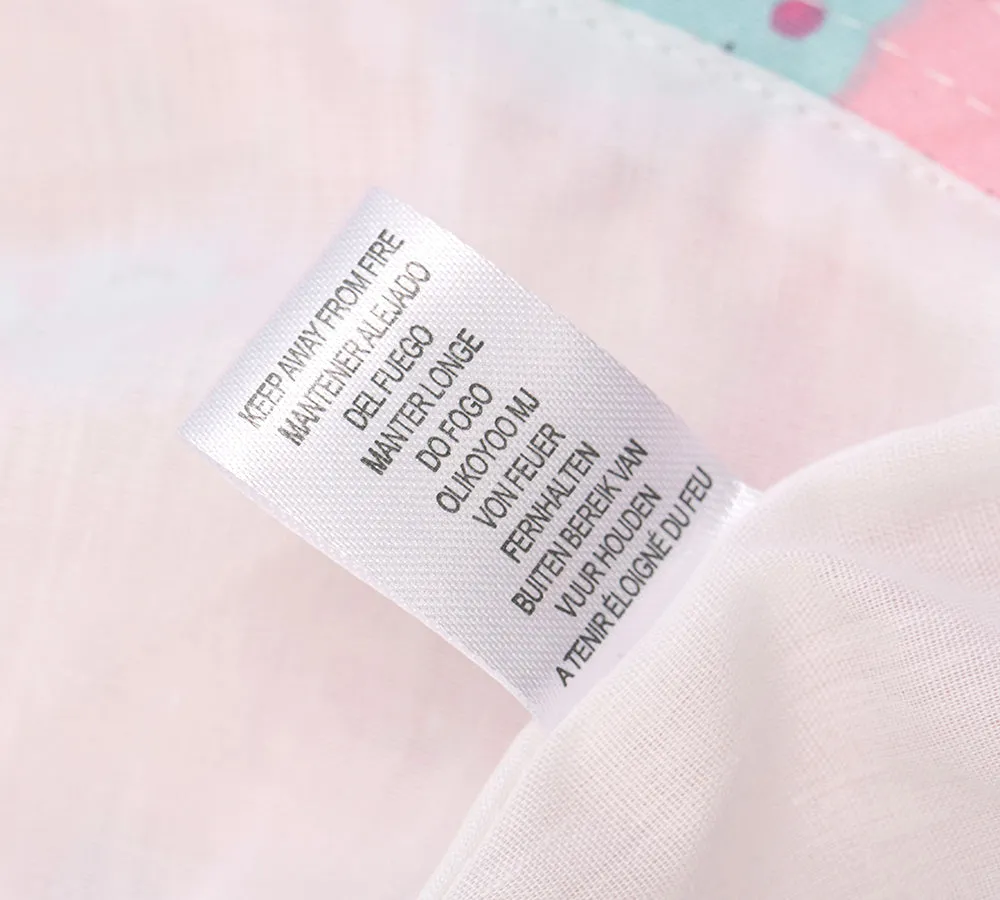 KEEP AWAY FROM FIRE
MANTENER ALEJADO
DEL FUEGO
MANTER LONGE
DO FOGO
OLIKOYOO MJ
VON FEUER
FERNHALTEN
BUITEN BEREIK VAN
VUUR HOUDEN
A TENIR ÉLOIGNÉ DU FEU